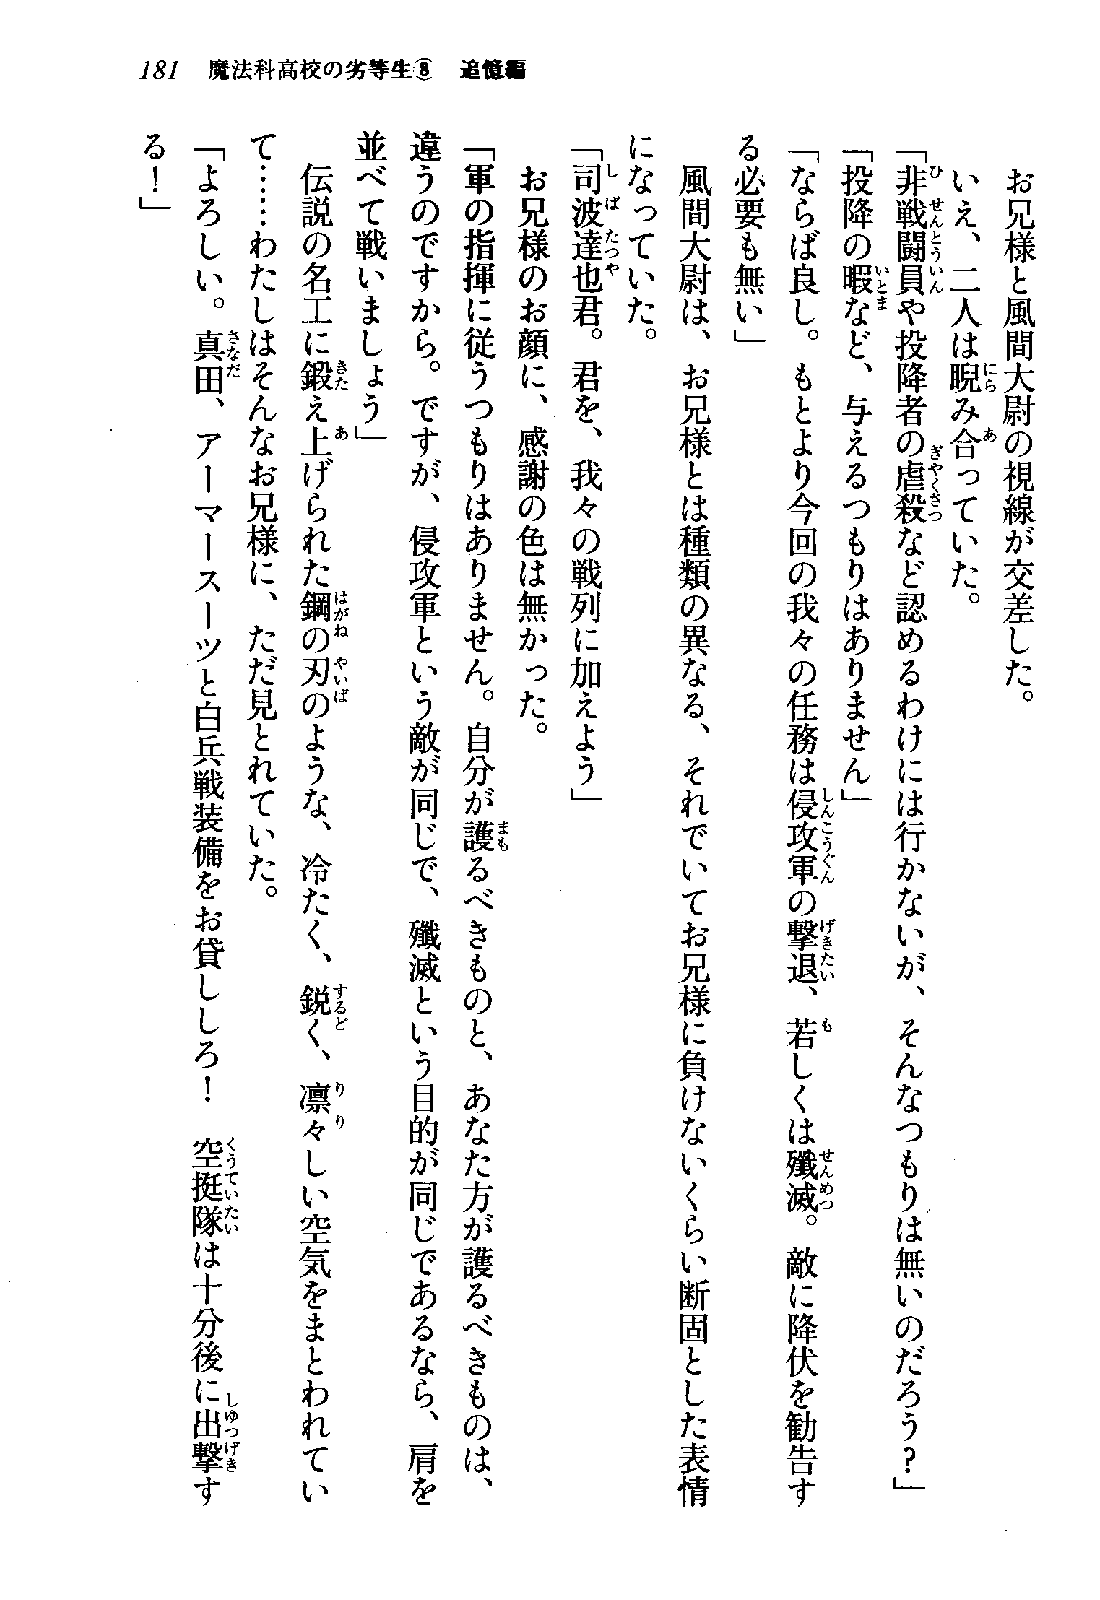 181　魔法科高校の劣等生⑧　追憶編
　お兄様と風間大尉の視線が交差した。
　いえ、二人は睨み合っていた。
「非戦闘員や投降者の虐殺など認めるわけには行かないが、そんなつもりは無いのだろう？」
「投降の暇など、与えるつもりはありません」
「ならば良し。もとより今回の我々の任務は侵攻軍の撃退、若しくは殲滅。敵に降伏を勧告す
る必要も無い」
　風間大尉は、お兄様とは種類の異なる、それでいてお兄様に負けないくらい断固とした表情
になっていた。
「司波達也君。君を、我々の戦列に加えよう」
　お兄様のお顔に、感謝の色は無かった。
「軍の指揮に従うつもりはありません。自分が護るべきものと、あなた方が護るべきものは、
違うのですから。ですが、侵攻軍という敵が同じで、殲滅という目的が同じであるなら、肩を
並べて戦いましょう」
　伝説の名工に鍛え上げられた鋼の刃のような、冷たく、鋭く、凛々しい空気をまとわれてい
て……わたしはそんなお兄様に、ただ見とれていた。
「よろしい。真田、アーマースーツと白兵戦装備をお貸ししろ！　空挺隊は十分後に出撃す
る！」